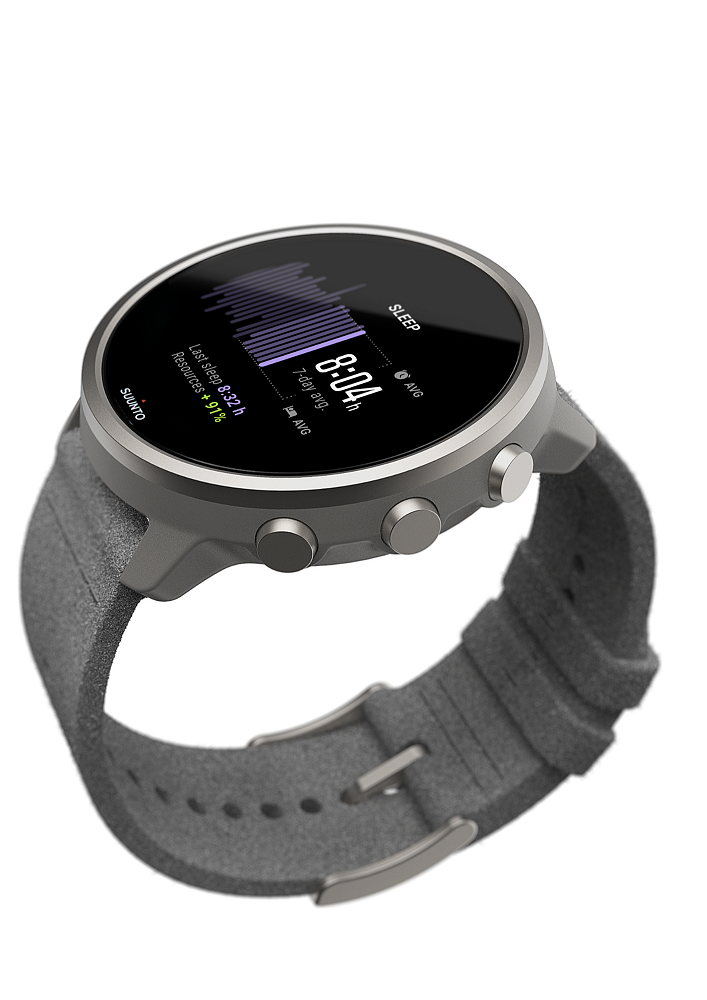 SLEEP
AVG
8:04h
7-day avg.
AVG
Last sleep 8:32 h
Resources + 91%
SUUNTO